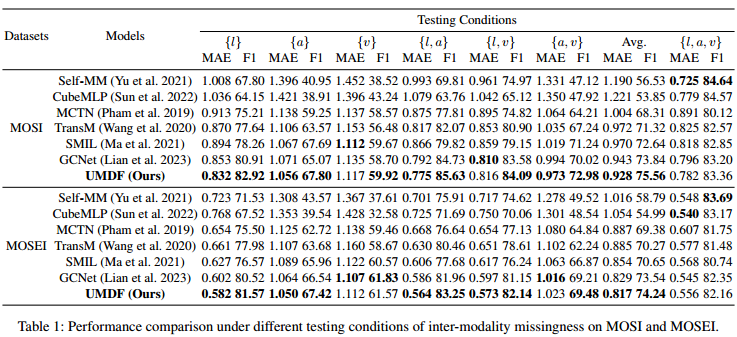 Testing Conditions
Datasets Models {l} {a} {v} {l, a} {l, v} {a, v} Avg. {l, a, v}
MAE F1 MAE F1 MAE F1 MAE F1 MAE F1 MAE F1 MAE F1 MAE F1
Self-MM (Yu et al. 2021) 1.008 67.80 1.396 40.95 1.452 38.52 0.993 69.81 0.961 74.97 1.331 47.12 1.190 56.53 0.725 84.64
CubeMLP (Sun et al. 2022) 1.036 64.15 1.421 38.91 1.396 43.24 1.079 63.76 1.042 65.12 1.350 47.92 1.221 53.85 0.779 84.57
MCTN (Pham et al. 2019) 0.913 75.21 1.138 59.25 1.137 58.57 0.875 77.81 0.895 74.82 1.064 64.21 1.004 68.31 0.891 80.12
MOSI TransM (Wang et al. 2020) 0.870 77.64 1.106 63.57 1.153 56.48 0.817 82.07 0.853 80.90 1.035 67.24 0.972 71.32 0.825 82.57
SMIL (Ma et al. 2021) 0.894 78.26 1.067 67.69 1.112 59.67 0.866 79.82 0.859 79.15 1.019 71.24 0.970 72.64 0.818 82.85
GCNet (Lian et al. 2023) 0.853 80.91 1.071 65.07 1.135 58.70 0.792 84.73 0.810 83.58 0.994 70.02 0.943 73.84 0.796 83.20
UMDF (Ours) 0.832 82.92 1.056 67.80 1.117 59.92 0.775 85.63 0.816 84.09 0.973 72.98 0.928 75.56 0.782 83.36
Self-MM (Yu et al. 2021) 0.723 71.53 1.308 43.57 1.367 37.61 0.701 75.91 0.717 74.62 1.278 49.52 1.016 58.79 0.548 83.69
CubeMLP (Sun et al. 2022) 0.768 67.52 1.353 39.54 1.428 32.58 0.725 71.69 0.750 70.06 1.301 48.54 1.054 54.99 0.540 83.17
MCTN (Pham et al. 2019) 0.654 75.50 1.125 62.72 1.138 59.46 0.668 76.64 0.654 77.13 1.080 64.84 0.887 69.38 0.607 81.75
MOSEI TransM (Wang et al. 2020) 0.661 77.98 1.107 63.68 1.160 58.67 0.630 80.46 0.651 78.61 1.102 62.24 0.885 70.27 0.577 81.48
SMIL (Ma et al. 2021) 0.627 76.57 1.089 65.96 1.122 60.57 0.606 77.68 0.617 76.24 1.063 66.87 0.854 70.65 0.568 80.74
GCNet (Lian et al. 2023) 0.602 80.52 1.064 66.54 1.107 61.83 0.586 81.96 0.597 81.15 1.016 69.21 0.829 73.54 0.545 82.35
UMDF (Ours) 0.582 81.57 1.050 67.42 1.112 61.57 0.564 83.25 0.573 82.14 1.023 69.48 0.817 74.24 0.556 82.16
Table 1: Performance comparison under different testing conditions of inter-modality missingness on MOSI and MOSEI.